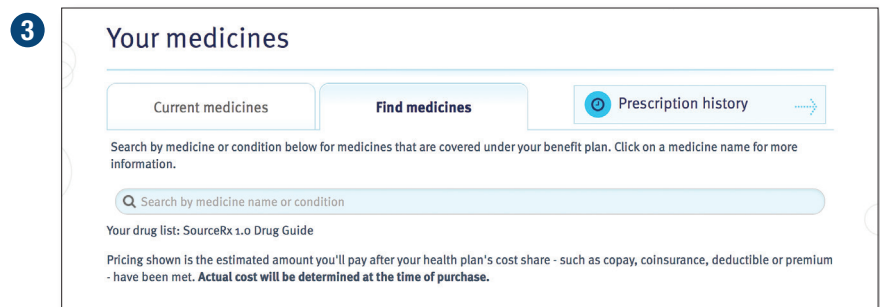 3
Your medicines
Current medicines
Find medicines
Prescription history
Search by medicine or condition below for medicines that are covered under your benefit plan. Click on a medicine name for more
information.
Search by medicine name or condition
Your drug list: SourceRx 1.0 Drug Guide
Pricing shown is the estimated amount you'll pay after your health plan's cost share - such as copay, coinsurance, deductible or premium
- have been met. Actual cost will be determined at the time of purchase.